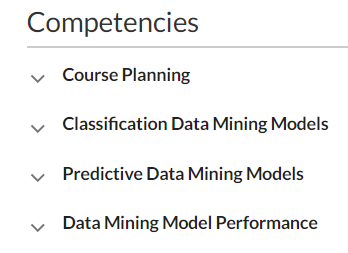 Competencies
Course Planning
Classification Data Mining Models
Predictive Data Mining Models
Data Mining Model Performance